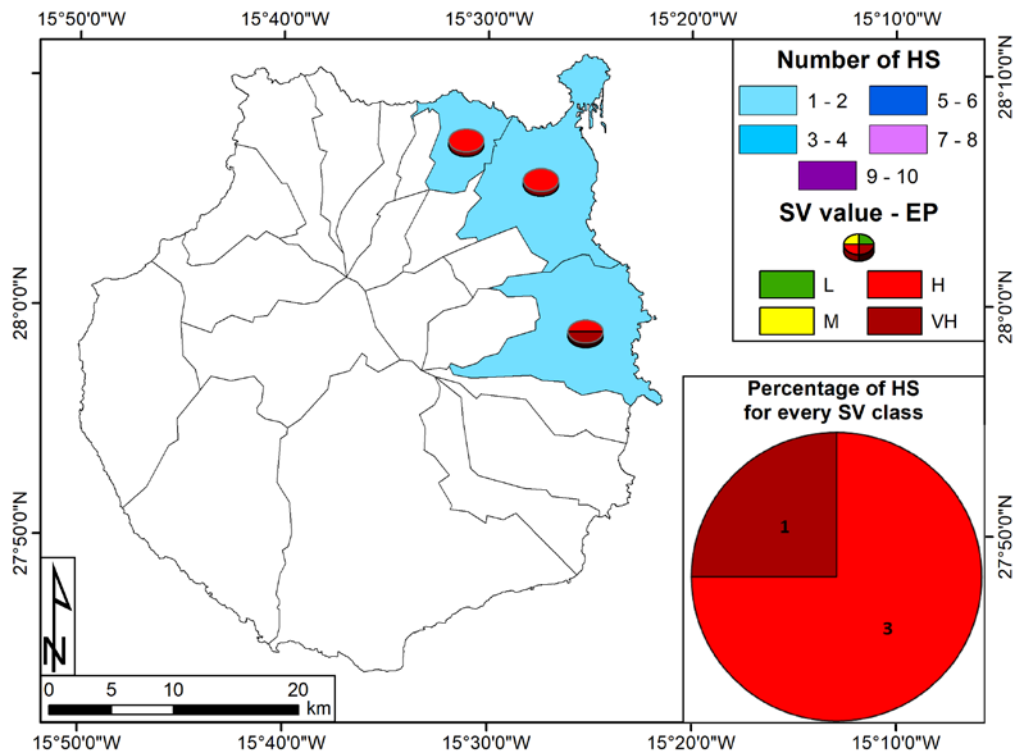 15°50'0"W 15°40'0"W 15°30'0"W 15°20'0"W 15°10'0"W
28°10'0"N
28°0'0"N
28°0'0"N
27°50'0"N
27°50'0"N
Number of HS
1 - 2 5 - 6
3 - 4 7 - 8
9 - 10
SV value - EP
L H
M VH
Percentage of HS
for every SV class
1
3
N
0 5 10 20
km
15°50'0"W 15°40'0"W 15°30'0"W 15°20'0"W 15°10'0"W